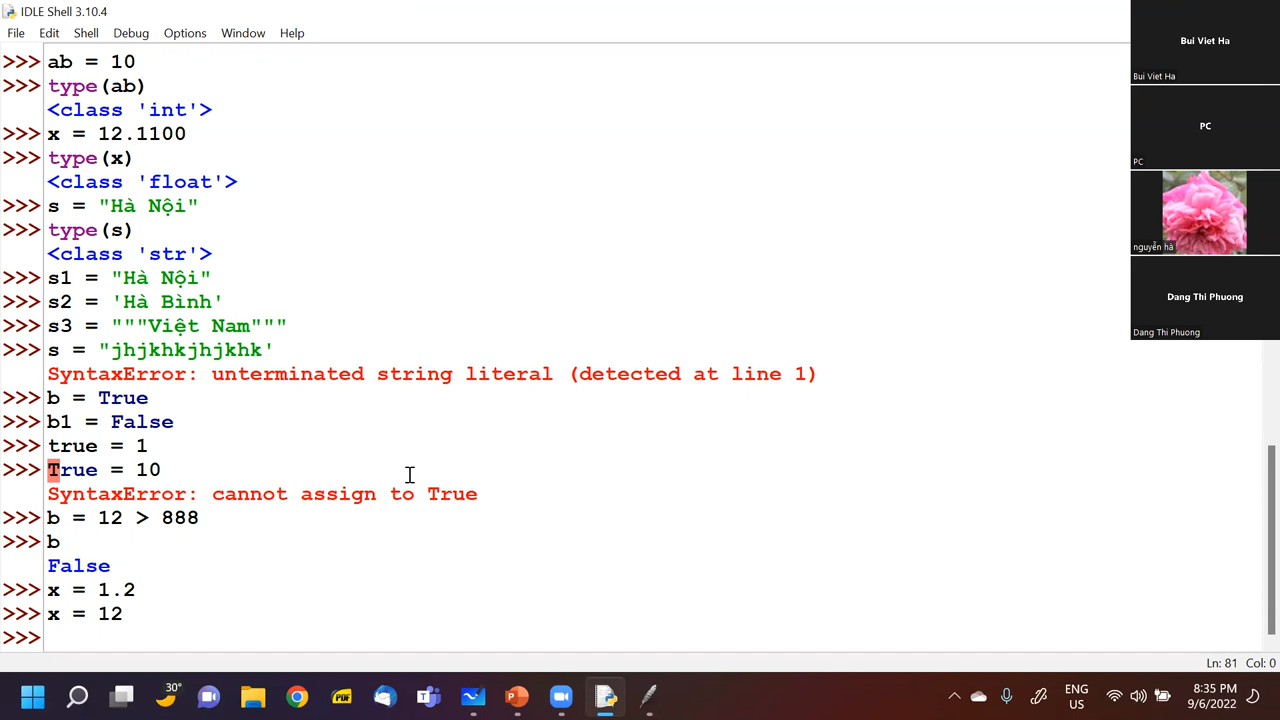 IDLE Shell 3.10.4
File Edit Shell Debug Options Window Help
>>> ab = 10
>>> type(ab)
<class 'int'>
>>> x = 12.1100
>>> type(x)
<class 'float'>
>>> s = "Hà Nội"
>>> type(s)
<class 'str'>
>>> s1 = "Hà Nội"
>>> s2 = 'Hà Bình'
>>> s3 = """Việt Nam"""
>>> s = "jhjkhkjhjkhk'
SyntaxError: unterminated string literal (detected at line 1)
>>> b = True
>>> b1 = False
>>> true = 1
>>> True = 10
SyntaxError: cannot assign to True
>>> b = 12 > 888
>>> b
False
>>> x = 1.2
>>> x = 12
>>>
Bui Viet Ha
Bui Viet Ha
PC
PC
nguyễn hà
Dang Thi Phuong
Dang Thi Phuong
Ln: 81 Col: 0
30°
PDF
ENG
US
8:35 PM
9/6/2022